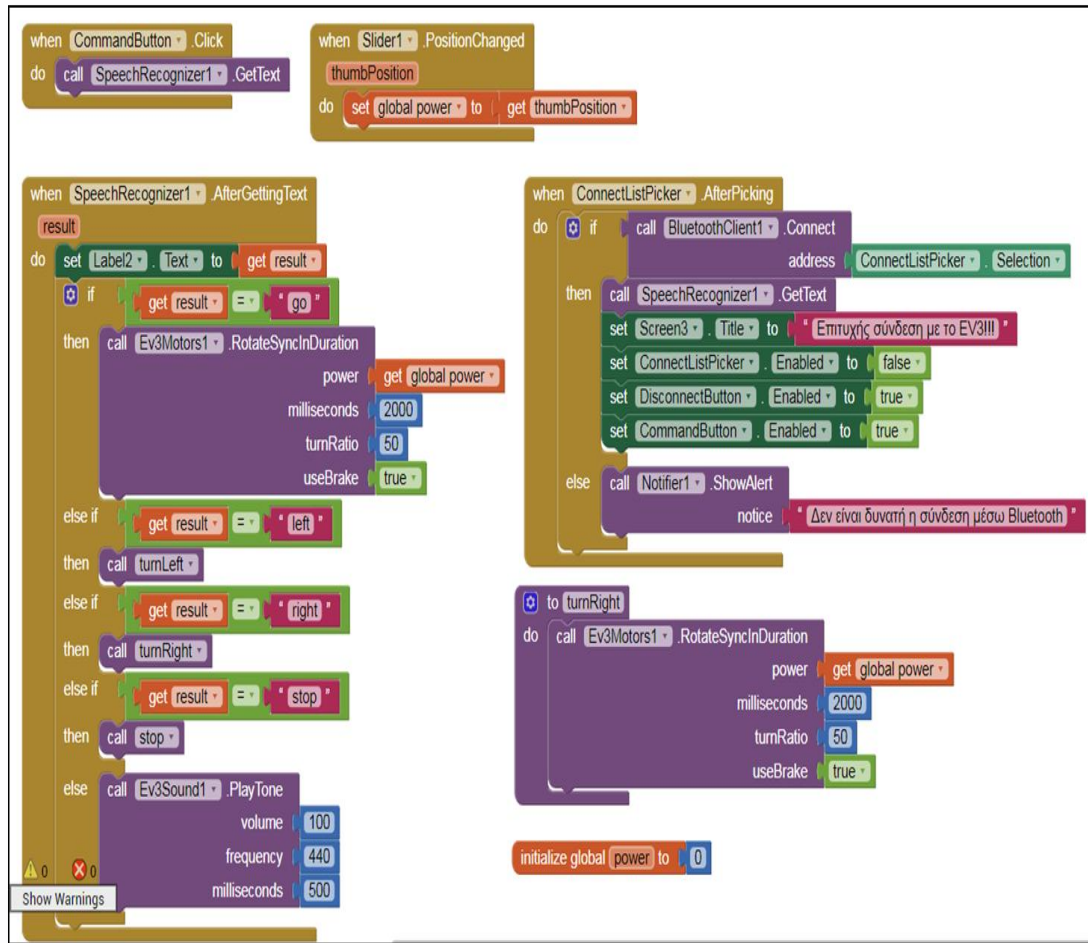 when CommandButton .Click
do call SpeechRecognizer1 .GetText
when Slider1 .PositionChanged
thumbPosition
do set global power to get thumbPosition
when SpeechRecognizer1 .AfterGettingText
result
do set Label2 . Text to get result
if get result = " go "
then call Ev3Motors1 .RotateSyncInDuration
power get global power
milliseconds 2000
turnRatio 50
useBrake true
else if get result = " left "
then call turnLeft
else if get result = " right "
then call turnRight
else if get result = " stop "
then call stop
else call Ev3Sound1 .PlayTone
volume 100
frequency 440
milliseconds 500
0 0
Show Warnings
when ConnectListPicker .AfterPicking
do if call BluetoothClient1 .Connect
address ConnectListPicker . Selection
then call SpeechRecognizer1 .GetText
set Screen3 . Title to " Επιτυχής σύνδεση με το EV3!!! "
set ConnectListPicker . Enabled to false
set DisconnectButton . Enabled to true
set CommandButton . Enabled to true
else call Notifier1 .ShowAlert
notice " Δεν είναι δυνατή η σύνδεση μέσω Bluetooth "
to turnRight
do call Ev3Motors1 .RotateSyncInDuration
power get global power
milliseconds 2000
turnRatio 50
useBrake true
initialize global power to 0